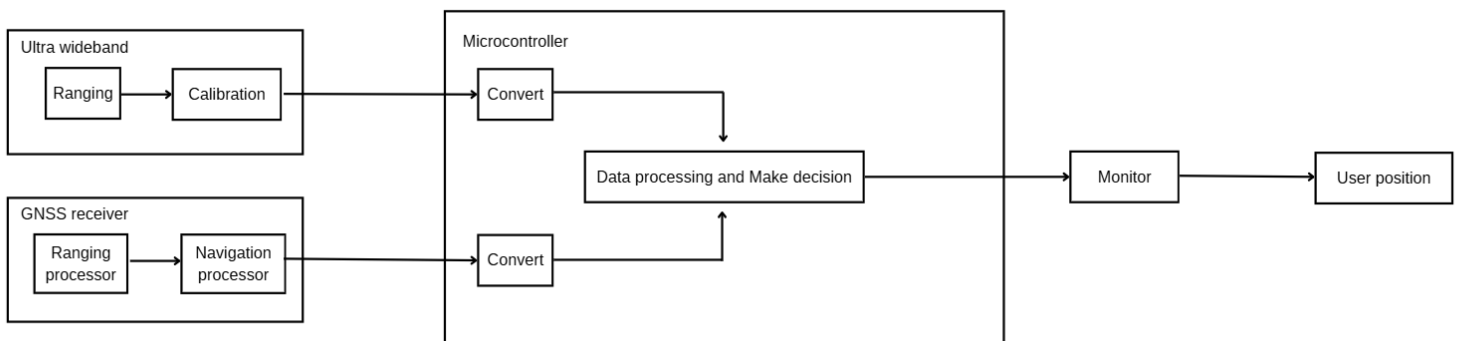 Ultra wideband
Ranging
Calibration
GNSS receiver
Ranging
processor
Navigation
processor
Microcontroller
Convert
Convert
Data processing and Make decision
Monitor
User position